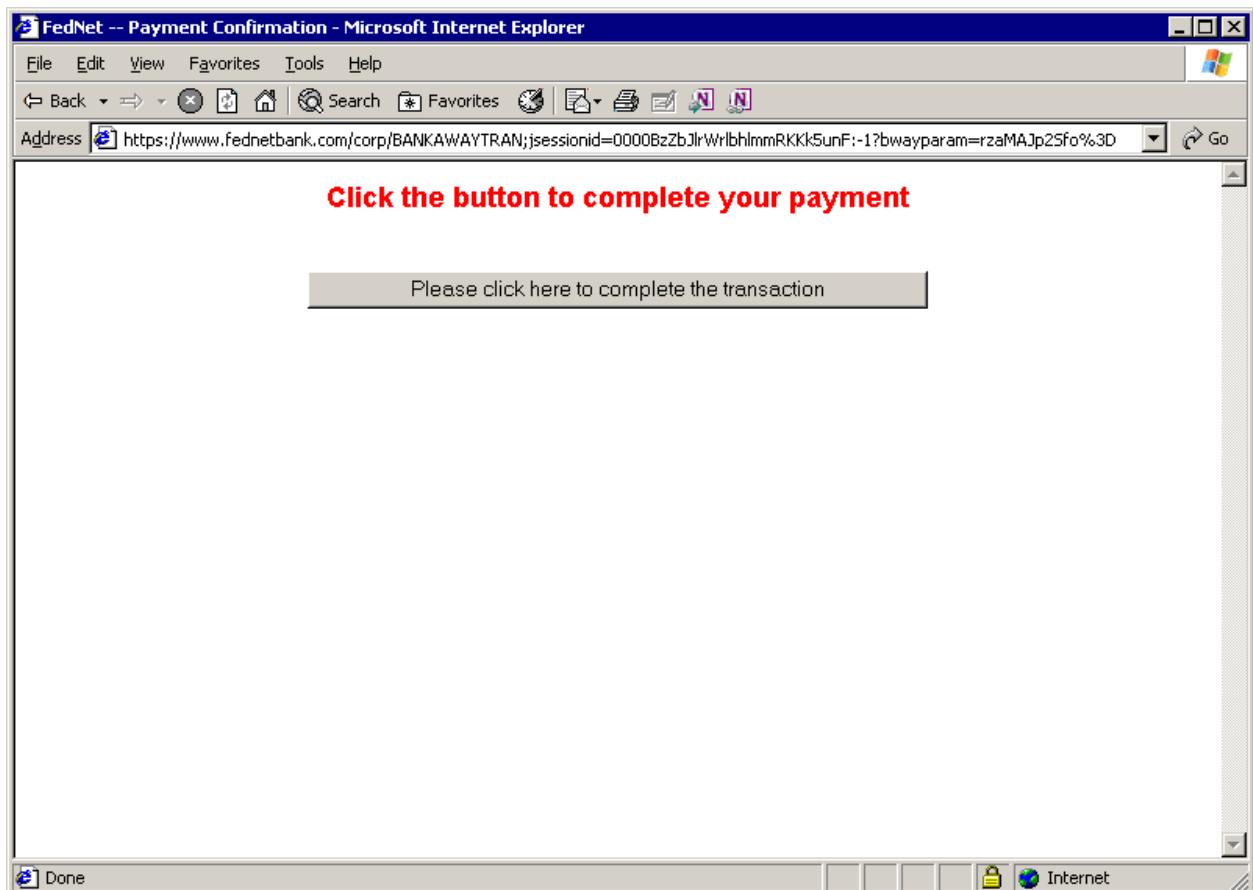 FedNet -- Payment Confirmation - Microsoft Internet Explorer
File Edit View Favorites Tools Help
Back Search Favorites
Address https://www.fednetbank.com/corp/BANKAWAYTRAN;jsessionid=0000BzZbJlrWrlbhlmmRKKk5unF:-1?bwayparam=rzaMAJp2Sfo%3D Go
Click the button to complete your payment
Please click here to complete the transaction
Done Internet